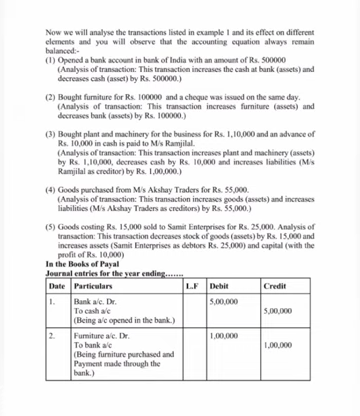 Now we will analyse the transactions listed in example 1 and its effect on different
elements and you will observe that the accounting equation always remain
balanced:-
(1) Opened a bank account in bank of India with an amount of Rs. 500000
(Analysis of transaction: This transaction increases the cash at bank (assets) and
decreases cash (asset) by Rs. 500000.)
(2) Bought furniture for Rs. 100000 and a cheque was issued on the same day.
(Analysis of transaction: This transaction increases furniture (assets) and
decreases bank (assets) by Rs. 100000.)
(3) Bought plant and machinery for the business for Rs. 1,10,000 and an advance of
Rs. 10,000 in cash is paid to M/s Ramjilal.
(Analysis of transaction: This transaction increases plant and machinery (assets)
by Rs. 1,10,000, decreases cash by Rs. 10,000 and increases liabilities (M/s
Ramjilal as creditor) by Rs. 1,00,000.)
(4) Goods purchased from M/s Akshay Traders for Rs. 55,000.
(Analysis of transaction: This transaction increases goods (assets) and increases
liabilities (M/s Akshay Traders as creditors) by Rs. 55,000.)
(5) Goods costing Rs. 15,000 sold to Samit Enterprises for Rs. 25,000. Analysis of
transaction: This transaction decreases stock of goods (assets) by Rs. 15,000 and
increases assets (Samit Enterprises as debtors Rs. 25,000) and capital (with the
profit of Rs. 10,000)
In the Books of Payal
Journal entries for the year ending.......
Date Particulars L.F Debit Credit
1. Bank a/c. Dr. 5,00,000
To cash a/c 5,00,000
(Being a/c opened in the bank.)
2. Furniture a/c. Dr. 1,00,000
To bank a/c 1,00,000
(Being furniture purchased and
Payment made through the
bank.)